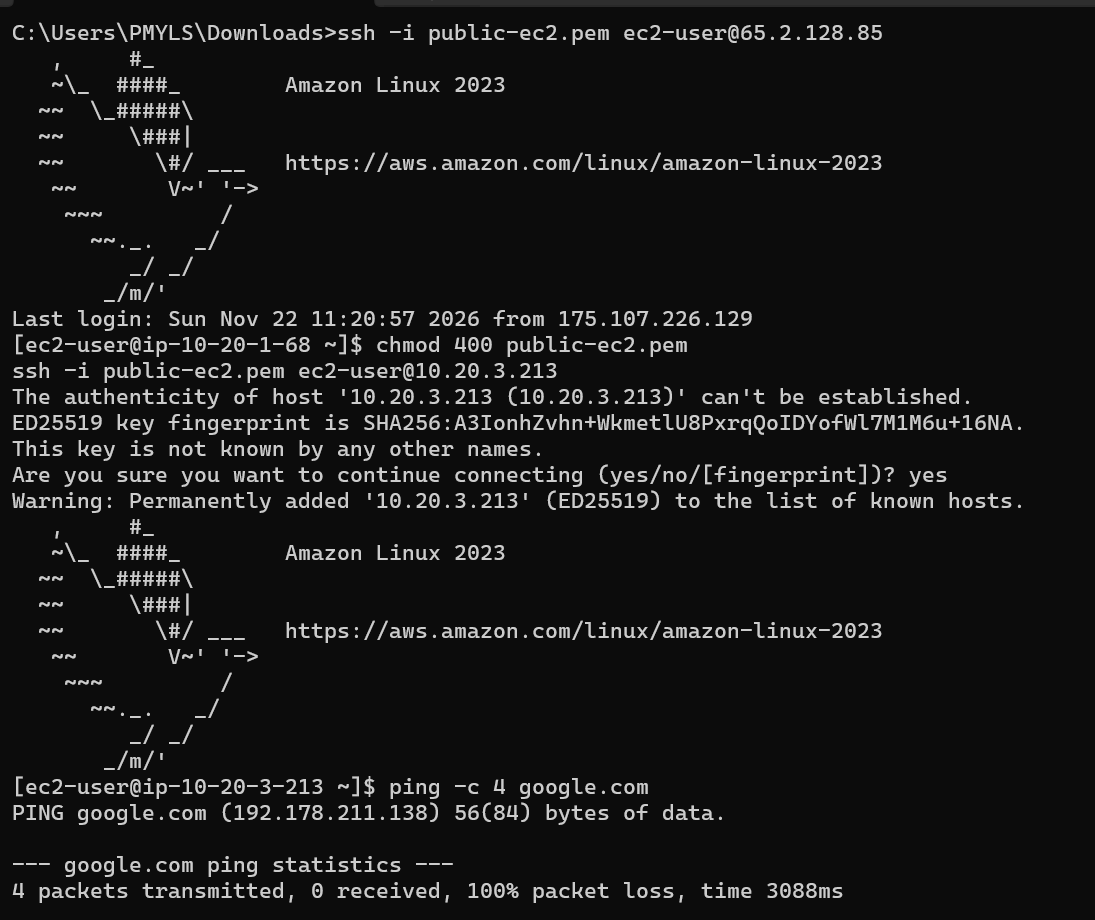 C:\Users\PMYLS\Downloads>ssh -i public-ec2.pem ec2-user@65.2.128.85
   ,     #_
   ~\_  ####_        Amazon Linux 2023
  ~~  \_#####\
  ~~     \###|
  ~~       \#/ ___   https://aws.amazon.com/linux/amazon-linux-2023
   ~~       V~' '->
    ~~~         /
      ~~._.   _/
         _/ _/
       _/m/'
Last login: Sun Nov 22 11:20:57 2026 from 175.107.226.129
[ec2-user@ip-10-20-1-68 ~]$ chmod 400 public-ec2.pem
ssh -i public-ec2.pem ec2-user@10.20.3.213
The authenticity of host '10.20.3.213 (10.20.3.213)' can't be established.
ED25519 key fingerprint is SHA256:A3IonhZvhn+WkmetlU8PxrqQoIDYofWl7M1M6u+16NA.
This key is not known by any other names.
Are you sure you want to continue connecting (yes/no/[fingerprint])? yes
Warning: Permanently added '10.20.3.213' (ED25519) to the list of known hosts.
   ,     #_
   ~\_  ####_        Amazon Linux 2023
  ~~  \_#####\
  ~~     \###|
  ~~       \#/ ___   https://aws.amazon.com/linux/amazon-linux-2023
   ~~       V~' '->
    ~~~         /
      ~~._.   _/
         _/ _/
       _/m/'
[ec2-user@ip-10-20-3-213 ~]$ ping -c 4 google.com
PING google.com (192.178.211.138) 56(84) bytes of data.

--- google.com ping statistics ---
4 packets transmitted, 0 received, 100% packet loss, time 3088ms